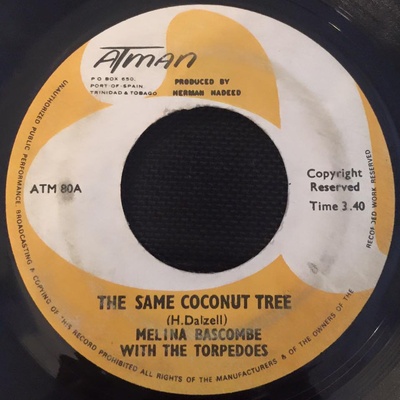 ATMAN
P O BOX 650,
PORT-OF-SPAIN
TRINIDAD & TOBAGO
PRODUCED BY
HERMAN HADEED
ATM 80A
Copyright
Reserved
Time 3.40
THE SAME COCONUT TREE
(H.Dalzell)
MELINA BASCOMBE
WITH THE TORPEDOES
UNAUTHORIZED PUBLIC PERFORMANCE, BROADCASTING & COPYING OF THIS RECORD PROHIBITED ALL RIGHTS OF THE MANUFACTURERS & OF THE OWNERS OF THE RECORDED WORK RESERVED